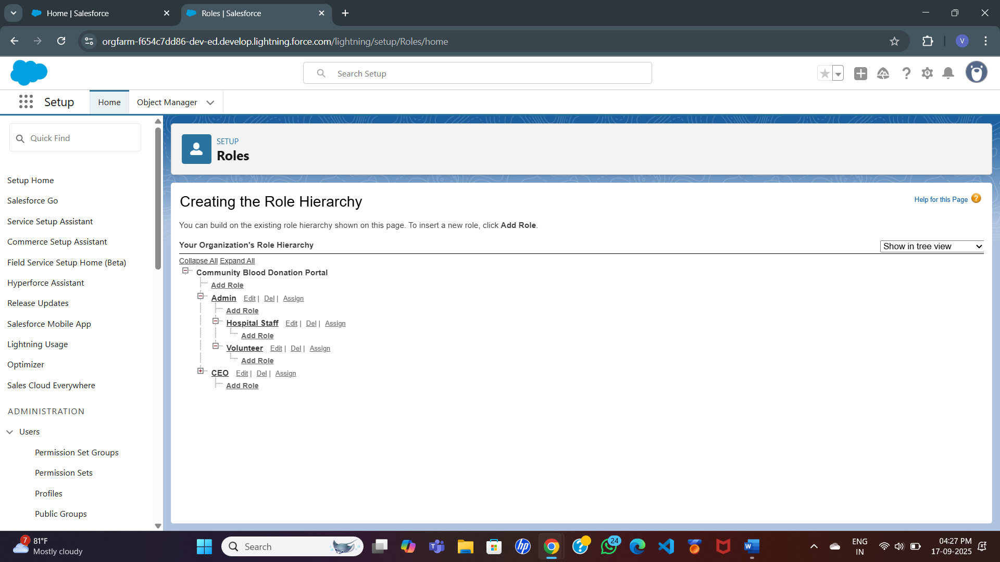 Home | Salesforce
Roles | Salesforce
orgfarm-f654c7dd86-dev-ed.develop.lightning.force.com/lightning/setup/Roles/home
V
Search Setup
Setup
Home
Object Manager
Quick Find
Setup Home
Salesforce Go
Service Setup Assistant
Commerce Setup Assistant
Field Service Setup Home (Beta)
Hyperforce Assistant
Release Updates
Salesforce Mobile App
Lightning Usage
Optimizer
Sales Cloud Everywhere
ADMINISTRATION
Users
Permission Set Groups
Permission Sets
Profiles
Public Groups
SETUP
Roles
Creating the Role Hierarchy
Help for this Page ?
You can build on the existing role hierarchy shown on this page. To insert a new role, click Add Role.
Your Organization's Role Hierarchy
Show in tree view
Collapse All Expand All
Community Blood Donation Portal
Add Role
Admin Edit | Del | Assign
Add Role
Hospital Staff Edit | Del | Assign
Add Role
Volunteer Edit | Del | Assign
Add Role
CEO Edit | Del | Assign
Add Role
7
81°F
Mostly cloudy
Search
hp
24
W
ENG
IN
04:27 PM
17-09-2025